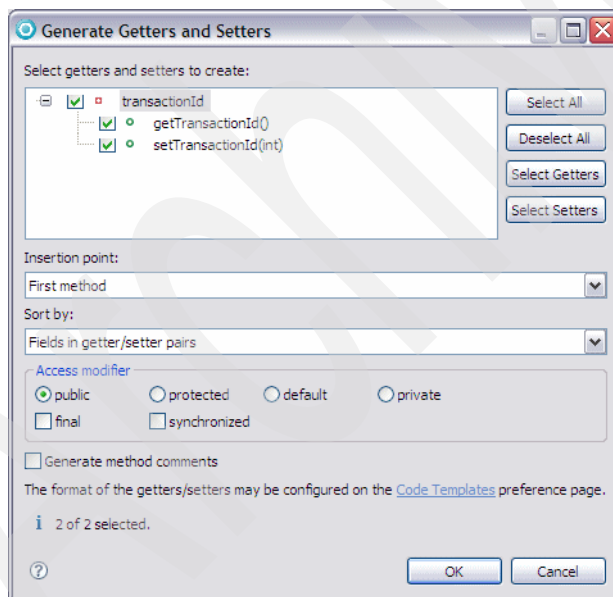 Generate Getters and Setters
Select getters and setters to create:
transactionId
getTransactionId()
setTransactionId(int)
Select All
Deselect All
Select Getters
Select Setters
Insertion point:
First method
Sort by:
Fields in getter/setter pairs
Access modifier
public protected default private
final synchronized
Generate method comments
The format of the getters/setters may be configured on the Code Templates preference page.
i 2 of 2 selected.
? OK Cancel